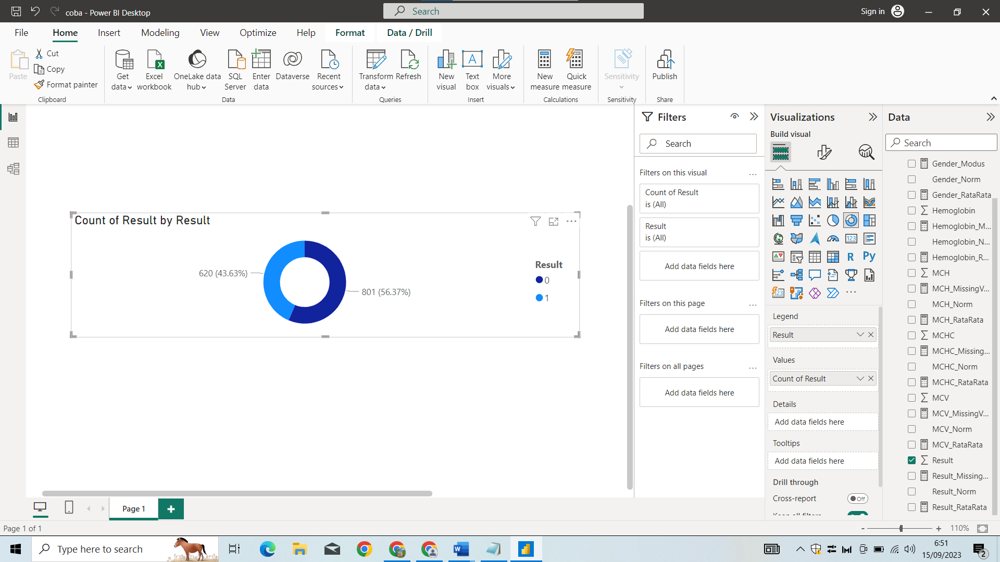 coba - Power BI Desktop
Search
Sign in
File
Home
Insert
Modeling
View
Optimize
Help
Format
Data / Drill
Paste
Cut
Copy
Format painter
Clipboard
Get data
Excel workbook
OneLake data hub
SQL Server
Enter data
Dataverse
Recent sources
Data
Transform data
Refresh
Queries
New visual
A
Text box
More visuals
Insert
New measure
Quick measure
Calculations
Sensitivity
Sensitivity
Publish
Share
Count of Result by Result
620 (43.63%)
801 (56.37%)
Result
0
1
Filters
Search
Filters on this visual
...
Count of Result
is (All)
Result
is (All)
Add data fields here
Filters on this page
...
Add data fields here
Filters on all pages
...
Add data fields here
Visualizations
Build visual
123
R
Py
123
...
Legend
Result
Values
Count of Result
Details
Add data fields here
Tooltips
Add data fields here
Drill through
Cross-report
Off
Keep all filters
Data
Search
Gender_Modus
Gender_Norm
Gender_RataRata
Hemoglobin
Hemoglobin_M...
Hemoglobin_N...
Hemoglobin_R...
MCH
MCH_MissingV...
MCH_Norm
MCH_RataRata
MCHC
MCHC_Missing...
MCHC_Norm
MCHC_RataRata
MCV
MCV_MissingV...
MCV_Norm
MCV_RataRata
Result
Result_Missing...
Result_Norm
Result_RataRata
Page 1
+
Page 1 of 1
-
+
110%
Type here to search
W
6:51
15/09/2023
2